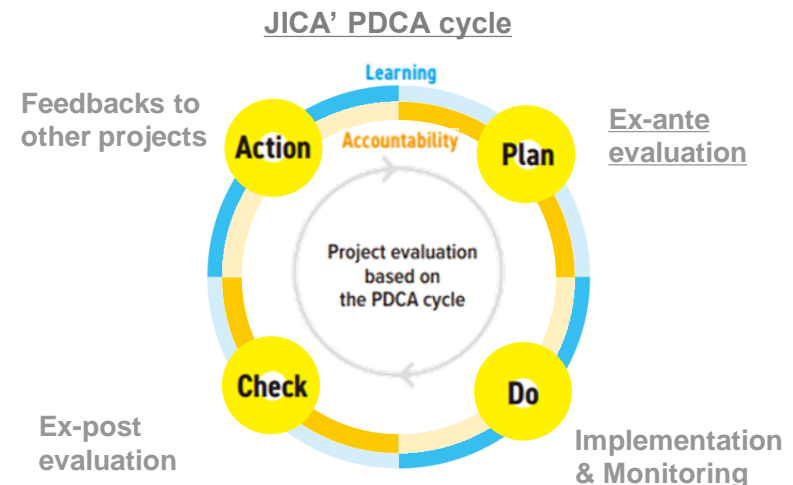 JICA' PDCA cycle
Learning
Feedbacks to
other projects
Action
Accountability
Plan
Ex-ante
evaluation
Project evaluation
based on
the PDCA cycle
Check
Do
Ex-post
evaluation
Implementation
& Monitoring